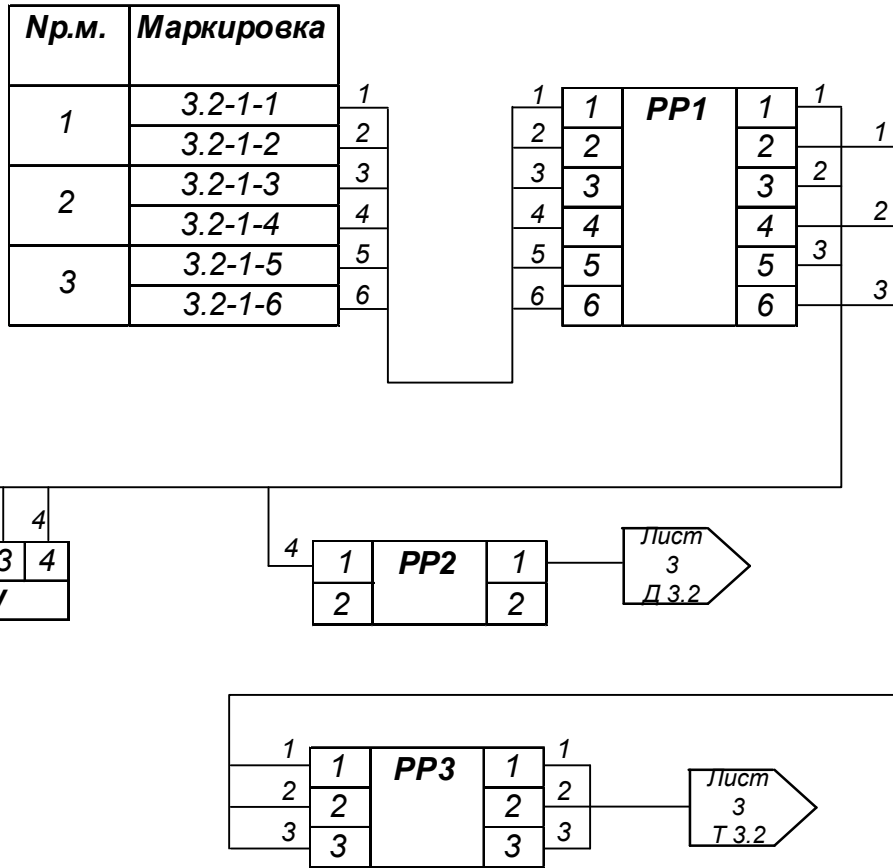 Nр.м. Маркировка
1 3.2-1-1 1
3.2-1-2 2
2 3.2-1-3 3
3.2-1-4 4
3 3.2-1-5 5
3.2-1-6 6
1 1 PP1 1 1
2 2 2 1
3 3 3 2
4 4 4 2
5 5 5 3
6 6 6 3
4
3 4
4 1 PP2 1
2 2
Лист
3
Д 3.2
1 1 PP3 1 1
2 2 2 2
3 3 3 3
Лист
3
Т 3.2